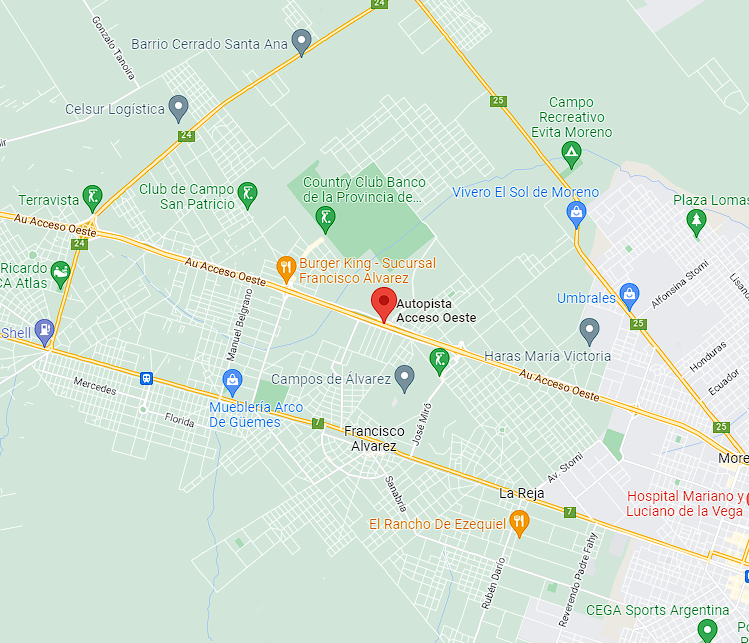 24
Gonzalo Tanoira
Barrio Cerrado Santa Ana
Celsur Logística
24
25
Campo
Recreativo
Evita Moreno
Country Club Banco
de la Provincia de...
Club de Campo
San Patricio
Terravista
Vivero El Sol de Moreno
Plaza Lomas
Au Acceso Oeste
24
Au Acceso Oeste
Burger King - Sucursal
Francisco Alvarez
Ricardo
CA Atlas
Alfonsina Storni
Umbrales
25
Autopista
Acceso Oeste
Shell
Manuel Belgrano
Haras María Victoria
Honduras
Ecuador
Mercedes
Campos de Álvarez
Au Acceso Oeste
Mueblería Arco
De Guemes
Florida
7
José Miró
25
Francisco
Alvarez
More
Av. Storni
Sanabria
La Reja
Hospital Mariano y
Luciano de la Vega
7
El Rancho De Ezequiel
Rubén Darío
Reverendo Padre Fahy
CEGA Sports Argentina